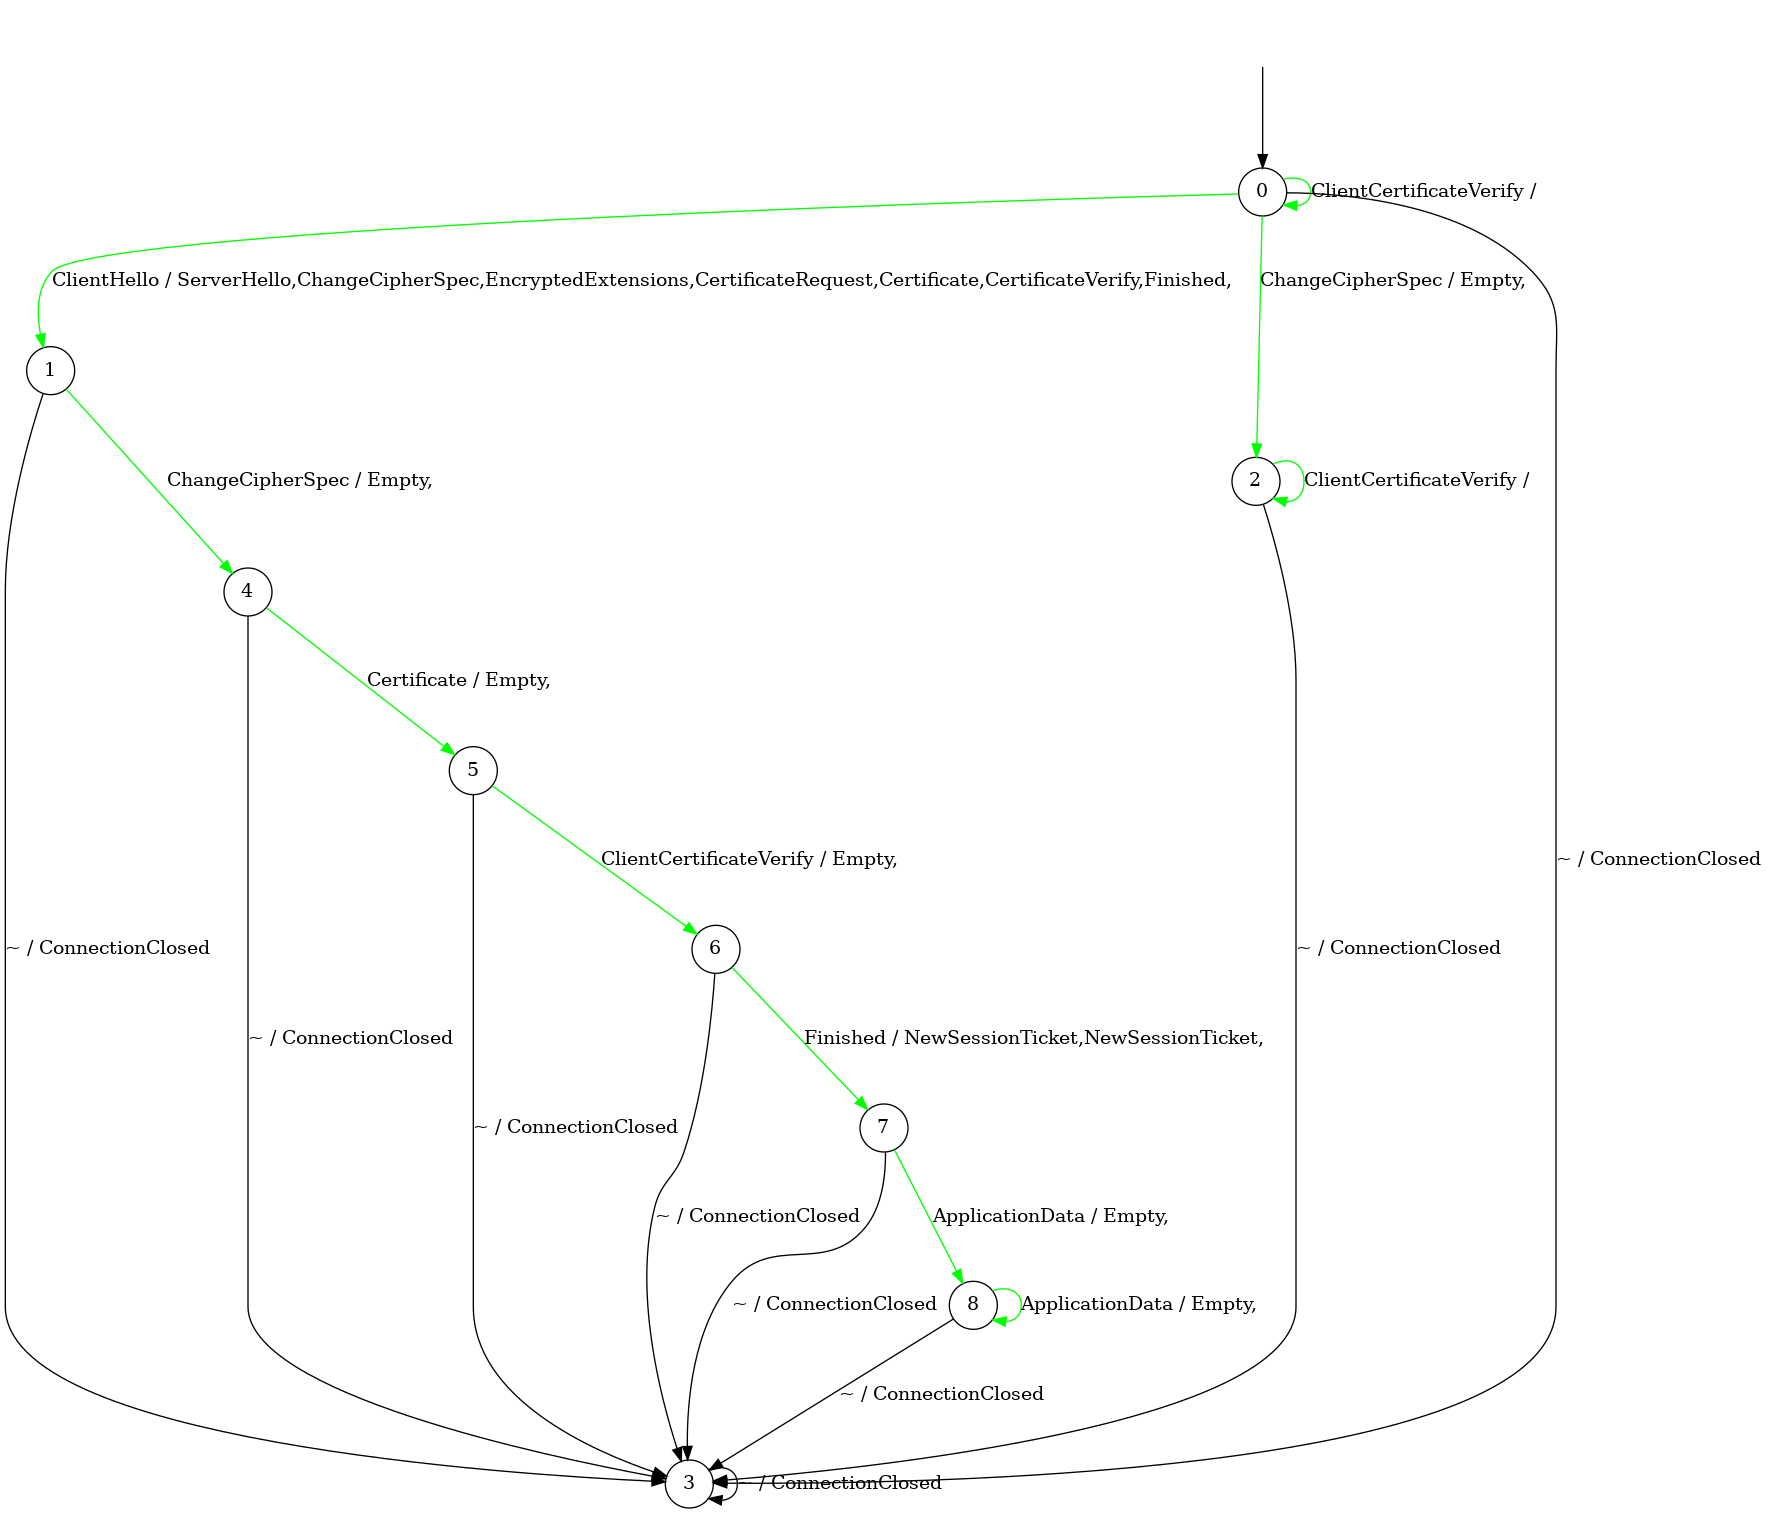 0
ClientCertificateVerify /
ClientHello / ServerHello,ChangeCipherSpec,EncryptedExtensions,CertificateRequest,Certificate,CertificateVerify,Finished,
ChangeCipherSpec / Empty,
1
ChangeCipherSpec / Empty,
2
ClientCertificateVerify /
4
Certificate / Empty,
5
ClientCertificateVerify / Empty,
~ / ConnectionClosed
6
~ / ConnectionClosed
~ / ConnectionClosed
~ / ConnectionClosed
Finished / NewSessionTicket,NewSessionTicket,
~ / ConnectionClosed
7
~ / ConnectionClosed
ApplicationData / Empty,
~ / ConnectionClosed
8
ApplicationData / Empty,
~ / ConnectionClosed
3
~ / ConnectionClosed